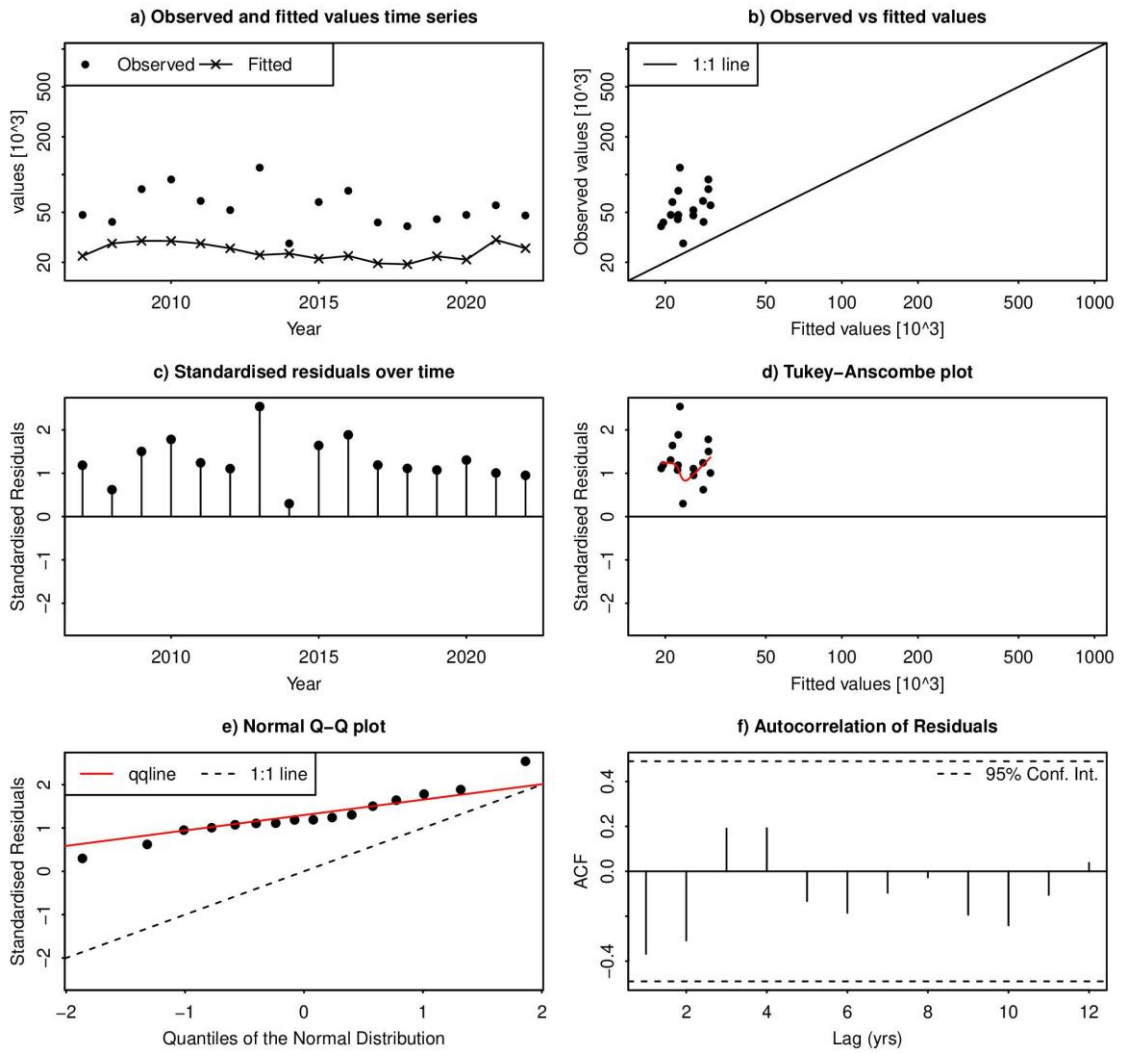 a) Observed and fitted values time series
Observed Fitted
values [10^3]
500
200
50
20
2010 2015 2020
Year
b) Observed vs fitted values
1:1 line
Observed values [10^3]
500
200
50
20
20 50 100 200 500 1000
Fitted values [10^3]
c) Standardised residuals over time
Standardised Residuals
2
1
0
−1
−2
2010 2015 2020
Year
d) Tukey−Anscombe plot
Standardised Residuals
2
1
0
−1
−2
20 50 100 200 500 1000
Fitted values [10^3]
e) Normal Q−Q plot
qqline 1:1 line
Standardised Residuals
2
1
0
−1
−2
−2 −1 0 1 2
Quantiles of the Normal Distribution
f) Autocorrelation of Residuals
95% Conf. Int.
ACF
0.4
0.2
0.0
−0.4
2 4 6 8 10 12
Lag (yrs)